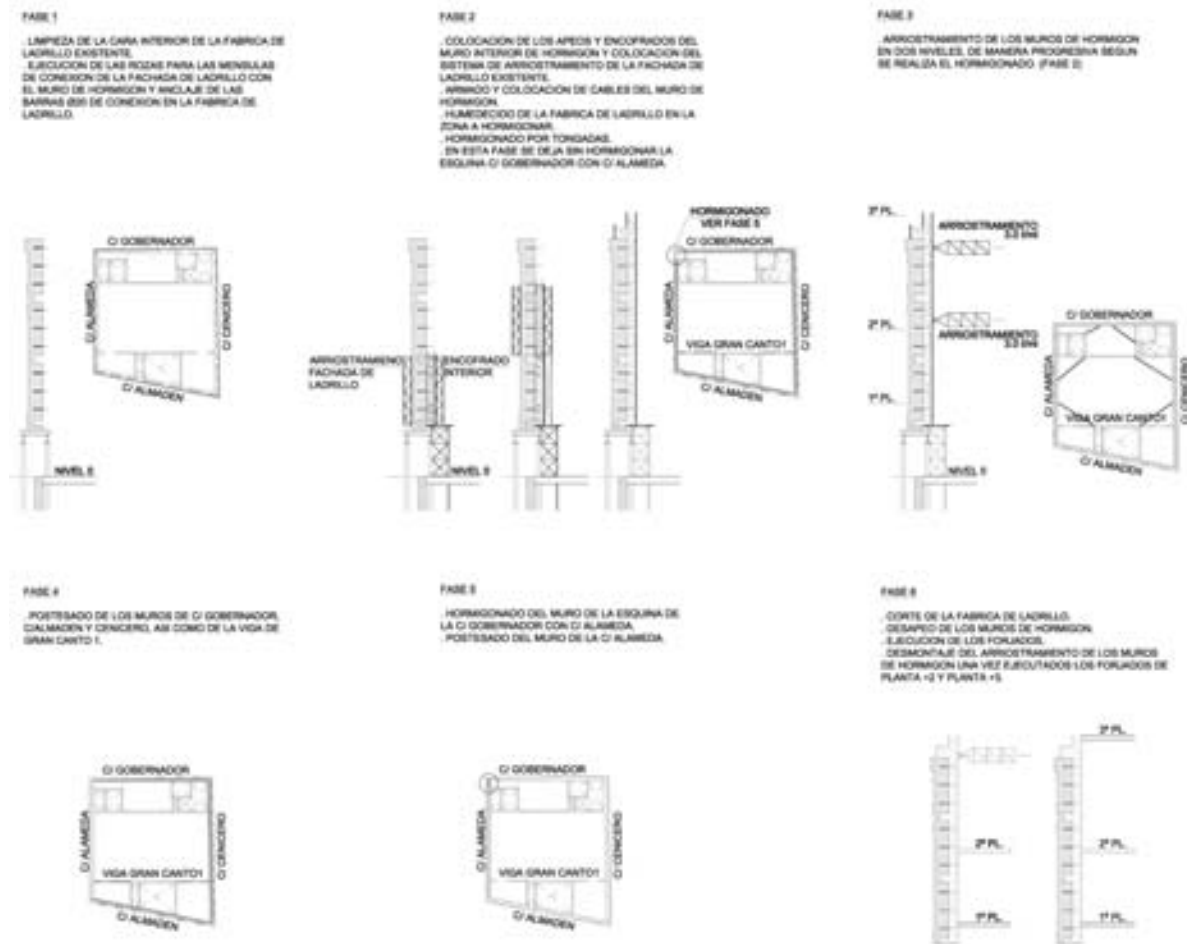 FASE 1
. LIMPIEZA DE LA CARA INTERIOR DE LA FABRICA DE
LADRILLO EXISTENTE.
. EJECUCION DE LAS ROZAS PARA LAS MENSULAS
DE CONEXION DE LA FACHADA DE LADRILLO CON
EL MURO DE HORMIGON Y ANCLAJE DE LAS
BARRAS Ø20 DE CONEXION EN LA FABRICA DE
LADRILLO.
C/ GOBERNADOR
C/ ALAMEDA
C/ CENICERO
C/ ALMADEN
NIVEL 0
FASE 2
. COLOCACION DE LOS APEOS Y ENCOFRADOS DEL
MURO INTERIOR DE HORMIGON Y COLOCACION DEL
SISTEMA DE ARRIOSTRAMIENTO DE LA FACHADA DE
LADRILLO EXISTENTE.
. ARMADO Y COLOCACION DE CABLES DEL MURO DE
HORMIGON.
. HUMEDECIDO DE LA FABRICA DE LADRILLO EN LA
ZONA A HORMIGONAR.
. HORMIGONADO POR TONGADAS.
. EN ESTA FASE SE DEJA SIN HORMIGONAR LA
ESQUINA C/ GOBERNADOR CON C/ ALAMEDA
HORMIGONADO
VER FASE 5
C/ GOBERNADOR
C/ ALAMEDA
C/ CENICERO
VIGA GRAN CANTO1
C/ ALMADEN
ARRIOSTRAMIENO
FACHADA DE
LADRILLO
ENCOFRADO
INTERIOR
NIVEL 0
FASE 3
. ARRIOSTRAMIENTO DE LOS MUROS DE HORMIGON
EN DOS NIVELES, DE MANERA PROGRESIVA SEGUN
SE REALIZA EL HORMIGONADO (FASE 2)
3ª PL.
ARRIOSTRAMIENTO
2ª PL.
ARRIOSTRAMIENTO
1ª PL.
NIVEL 0
C/ GOBERNADOR
C/ ALAMEDA
C/ CENICERO
VIGA GRAN CANTO1
C/ ALMADEN
FASE 4
. POSTESADO DE LOS MUROS DE C/ GOBERNADOR,
C/ALMADEN Y CENICERO, ASI COMO DE LA VIGA DE
GRAN CANTO 1.
C/ GOBERNADOR
C/ ALAMEDA
C/ CENICERO
VIGA GRAN CANTO1
C/ ALMADEN
FASE 5
. HORMIGONADO DEL MURO DE LA ESQUINA DE
LA C/ GOBERNADOR CON C/ ALAMEDA.
. POSTESADO DEL MURO DE LA C/ ALAMEDA
C/ GOBERNADOR
C/ ALAMEDA
C/ CENICERO
VIGA GRAN CANTO1
C/ ALMADEN
FASE 6
. CORTE DE LA FABRICA DE LADRILLO.
. DESAPEO DE LOS MUROS DE HORMIGON.
. EJECUCION DE LOS FORJADOS.
. DESMONTAJE DEL ARRIOSTRAMIENTO DE LOS MUROS
DE HORMIGON UNA VEZ EJECUTADOS LOS FORJADOS DE
PLANTA +2 Y PLANTA +3.
3ª PL.
2ª PL.
2ª PL.
1ª PL.
1ª PL.